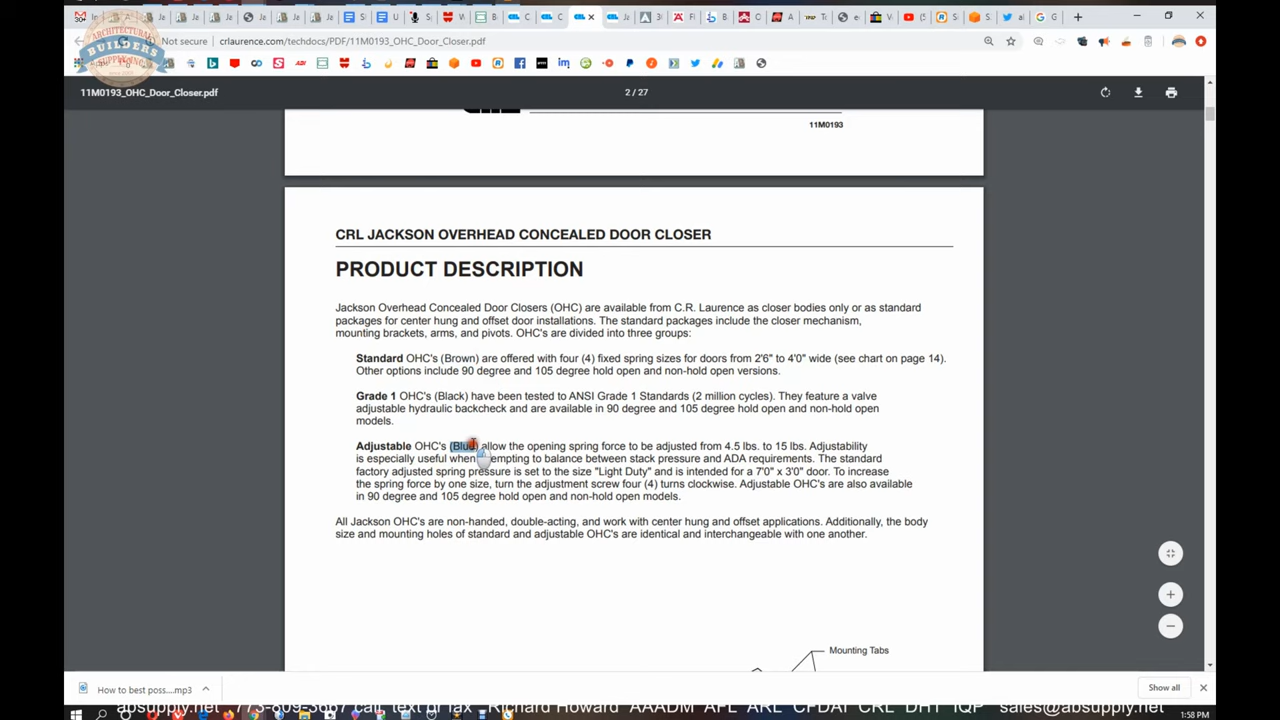 ARCHITECTURAL
BUILDERS
SUPPLY INC.
Not secure
crlaurence.com/techdocs/PDF/11M0193_OHC_Door_Closer.pdf
11M0193_OHC_Door_Closer.pdf
2 / 27
11M0193
CRL JACKSON OVERHEAD CONCEALED DOOR CLOSER
PRODUCT DESCRIPTION
Jackson Overhead Concealed Door Closers (OHC) are available from C.R. Laurence as closer bodies only or as standard
packages for center hung and offset door installations. The standard packages include the closer mechanism,
mounting brackets, arms, and pivots. OHC's are divided into three groups:
Standard OHC's (Brown) are offered with four (4) fixed spring sizes for doors from 2'6" to 4'0" wide (see chart on page 14).
Other options include 90 degree and 105 degree hold open and non-hold open versions.
Grade 1 OHC's (Black) have been tested to ANSI Grade 1 Standards (2 million cycles). They feature a valve
adjustable hydraulic backcheck and are available in 90 degree and 105 degree hold open and non-hold open
models.
Adjustable OHC's (Blue) allow the opening spring force to be adjusted from 4.5 lbs. to 15 lbs. Adjustability
is especially useful when attempting to balance between stack pressure and ADA requirements. The standard
factory adjusted spring pressure is set to the size "Light Duty" and is intended for a 7'0" x 3'0" door. To increase
the spring force by one size, turn the adjustment screw four (4) turns clockwise. Adjustable OHC's are also available
in 90 degree and 105 degree hold open and non-hold open models.
All Jackson OHC's are non-handed, double-acting, and work with center hung and offset applications. Additionally, the body
size and mounting holes of standard and adjustable OHC's are identical and interchangeable with one another.
Mounting Tabs
How to best poss....mp3
Show all
absupply.net 773-809-3667 call, text or fax Richard Howard AAADM AFL ARL CFDAI CRL DHT IQP sales@absupply.net
1:58 PM